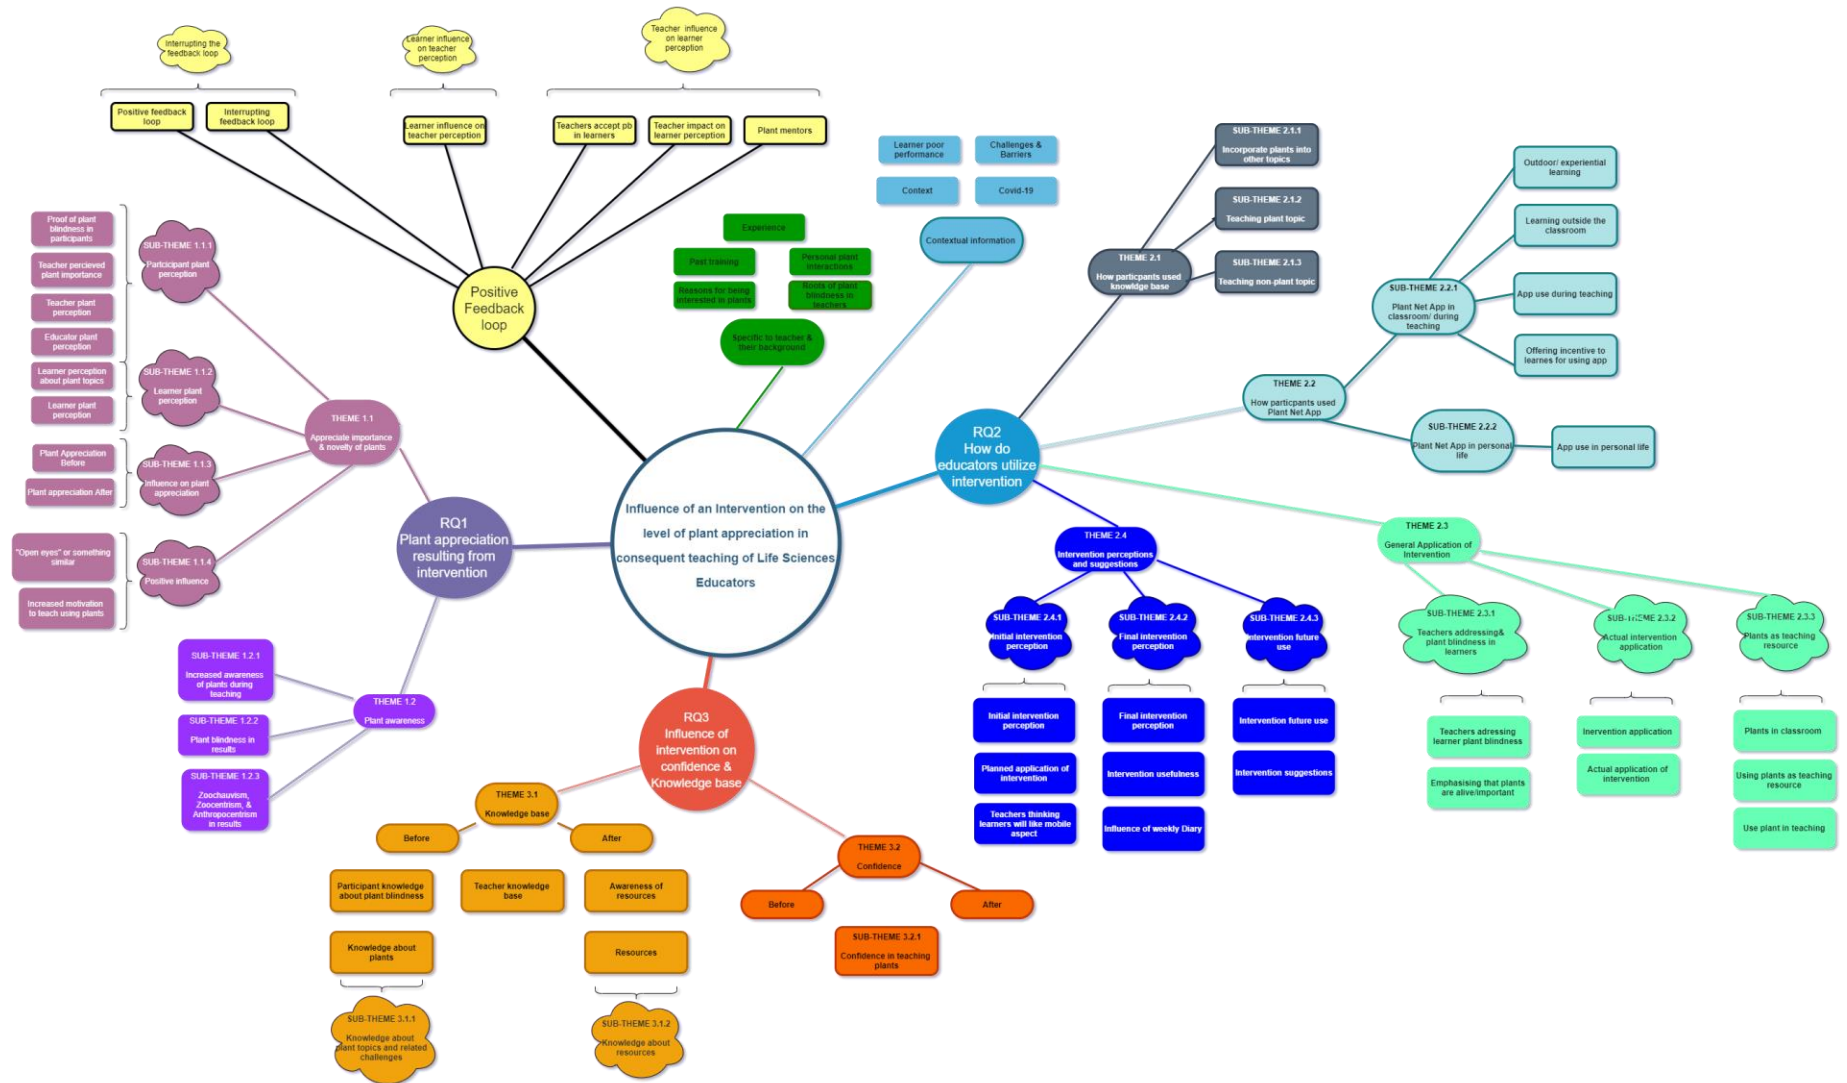 Interrupting the
feedback loop
Learner influence
on teacher
perception
Teacher  influence
on learner
perception
Positive feedback
loop
Interrupting
feedback loop
Learner influence on
teacher perception
Teachers accept pb
in learners
Teacher impact on
learner perception
Plant mentors
Positive
Feedback
loop
Learner poor
performance
Challenges &
Barriers
Context
Covid-19
Contextual information
Experience
Past training
Personal plant
interactions
Reasons for being
interested in plants
Roots of plant
blindness in
teachers
Specific to teacher &
their background
Proof of plant
blindness in
participants
Teacher percieved
plant importance
Teacher plant
perception
Educator plant
perception
Learner perception
about plant topics
Learner plant
perception
Plant Appreciation
Before
Plant appreciation After
"Open eyes" or something
similar
Increased motivation
to teach using plants
SUB-THEME 1.1.1
Partcicipant plant
perception
SUB-THEME 1.1.2
Learner plant
perception
SUB-THEME 1.1.3
Influence on plant
appreciation
SUB-THEME 1.1.4
Positive influence
THEME 1.1
Appreciate importance
& novelty of plants
RQ1
Plant appreciation
resulting from
intervention
SUB-THEME 1.2.1
Increased awareness
of plants during
teaching
SUB-THEME 1.2.2
Plant blindness in
results
SUB-THEME 1.2.3
Zoochauvism,
Zoocentrism, &
Anthropocentrism
in results
THEME 1.2
Plant awareness
Influence of an Intervention on the
level of plant appreciation in
consequent teaching of Life Sciences
Educators
RQ2
How do
educators utilize
intervention
THEME 2.1
How particpants used
knowldge base
SUB-THEME 2.1.1
Incorporate plants into
other topics
SUB-THEME 2.1.2
Teaching plant topic
SUB-THEME 2.1.3
Teaching non-plant topic
THEME 2.2
How particpants used
Plant Net App
SUB-THEME 2.2.1
Plant Net App in
classroom/ during
teaching
Outdoor/ experiential
learning
Learning outside the
classroom
App use during teaching
Offering incentive to
learnes for using app
SUB-THEME 2.2.2
Plant Net App in personal
life
App use in personal life
THEME 2.3
General Application of
Intervention
SUB-THEME 2.3.1
Teachers addressing&
plant blindness in
learners
SUB-THEME 2.3.2
Actual intervention
application
SUB-THEME 2.3.3
Plants as teaching
resource
Teachers adressing
learner plant blindness
Emphasising that plants
are alive/important
Inervention application
Actual application of
intervention
Plants in classroom
Using plants as teaching
resource
Use plant in teaching
THEME 2.4
Intervention perceptions
and suggestions
SUB-THEME 2.4.1
Initial intervention
perception
SUB-THEME 2.4.2
Final intervention
perception
SUB-THEME 2.4.3
Intervention future
use
Initial intervention
perception
Planned application of
intervention
Teachers thinking
learners will like mobile
aspect
Final intervention
perception
Intervention usefulness
Influence of weekly Diary
Intervention future use
Intervention suggestions
RQ3
Influence of
intervention on
confidence &
Knowledge base
THEME 3.1
Knowledge base
Before
After
Participant knowledge
about plant blindness
Teacher knowledge
base
Awareness of
resources
Knowledge about
plants
Resources
SUB-THEME 3.1.1
Knowledge about
plant topics and related
challenges
SUB-THEME 3.1.2
Knowledge about
resources
THEME 3.2
Confidence
Before
After
SUB-THEME 3.2.1
Confidence in teaching
plants